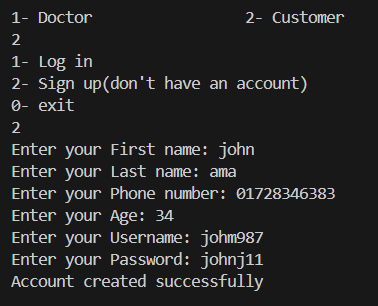 1- Doctor                 2- Customer
2
1- Log in
2- Sign up(don't have an account)
0- exit
2
Enter your First name: john
Enter your Last name: ama
Enter your Phone number: 01728346383
Enter your Age: 34
Enter your Username: johm987
Enter your Password: johnj11
Account created successfully